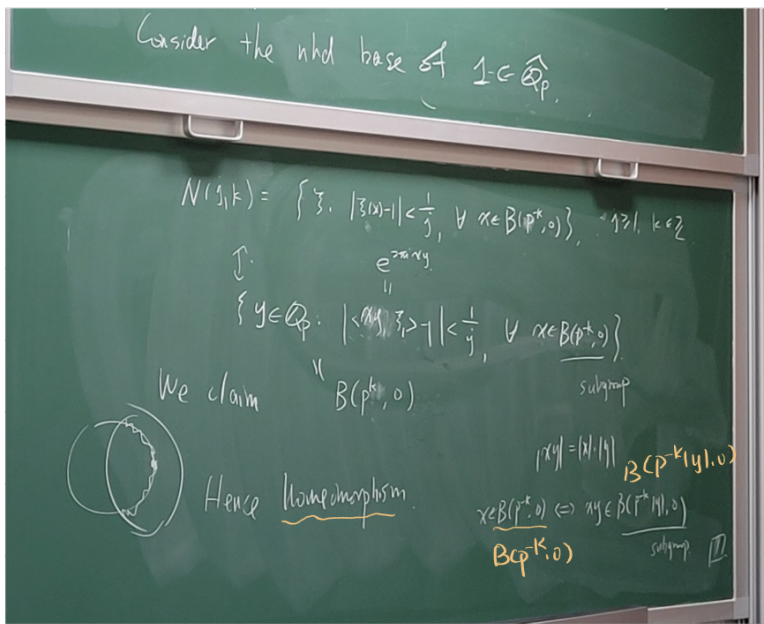 Consider the nhd base of 1 ∈ Q̂_p.
N(j,k) = { ξ : |ξ(x)-1| < 1/j, ∀ x ∈ B(p^k, 0) }, j ≥ 1, k ∈ Z
↕ e^{2πixy}
=
{ y ∈ Q_p : |<xy, ξ_1>-1| < 1/j, ∀ x ∈ B(p^{-k}, 0) }
subgroup
We claim = B(p^k, 0)
|xy| = |x|·|y|
B(p^{-k}|y|, 0)
Hence homeomorphism.
x ∈ B(p^{-k}, 0) ⇔ xy ∈ B(p^{-k}|y|, 0)
subgroup
B(p^{-k}, 0)